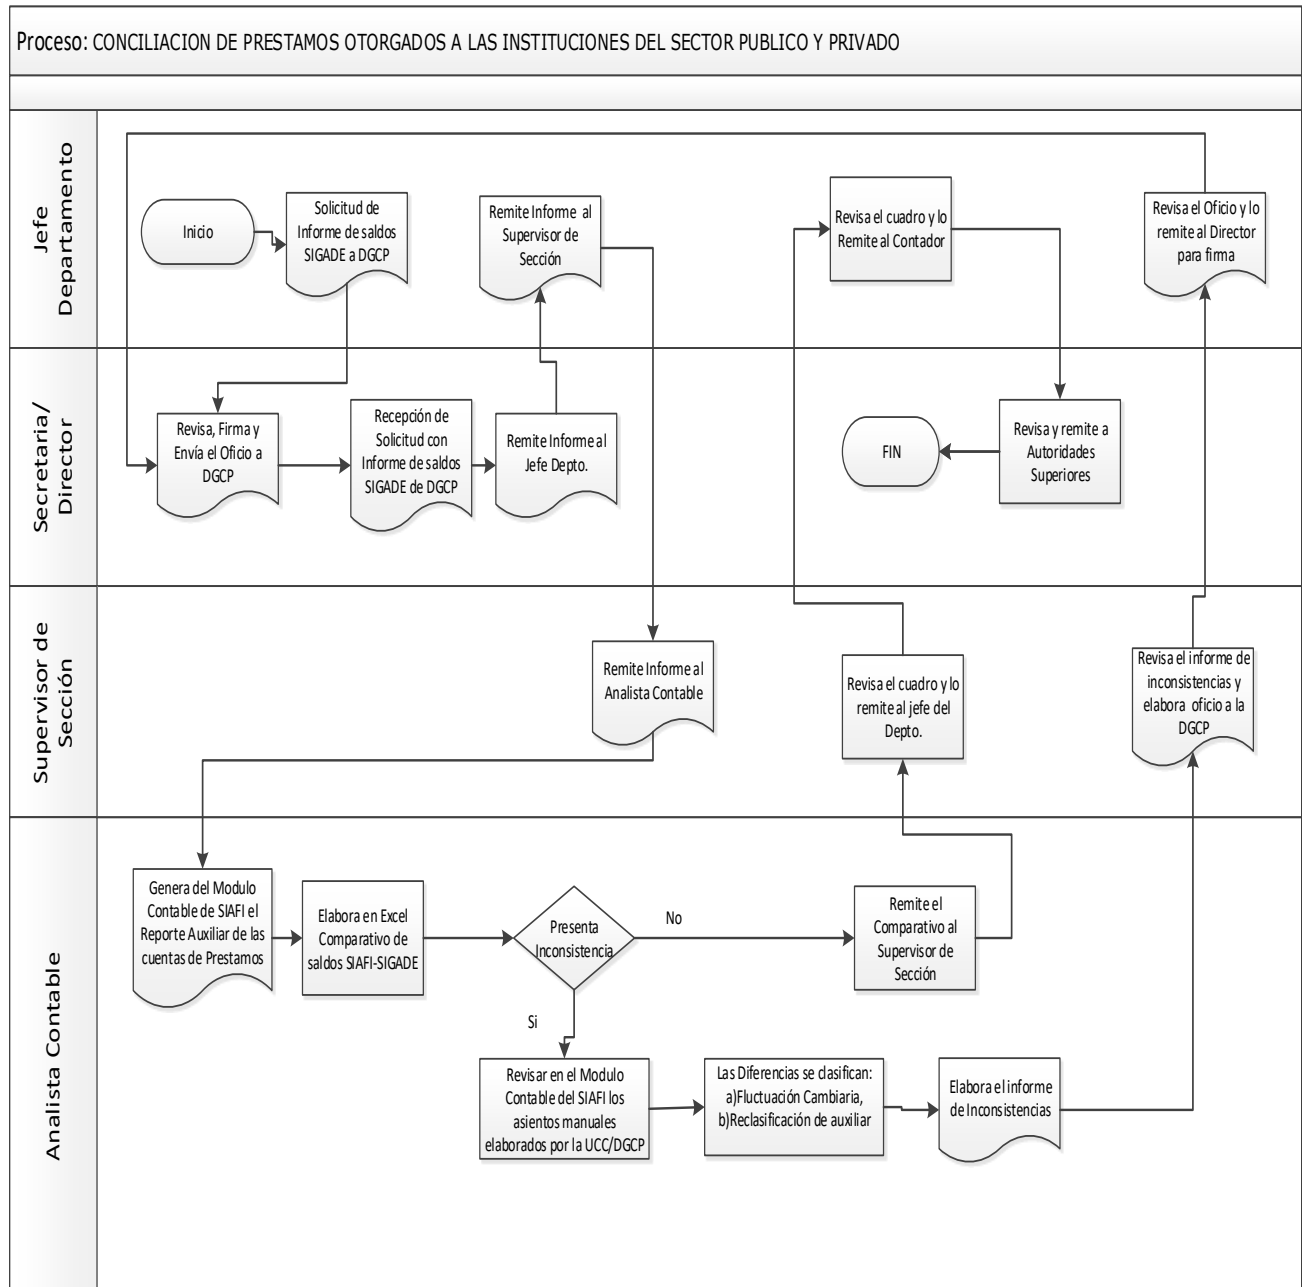 Proceso: CONCILIACION DE PRESTAMOS OTORGADOS A LAS INSTITUCIONES DEL SECTOR PUBLICO Y PRIVADO
Jefe
Departamento
Inicio
Solicitud de
Informe de saldos
SIGADE a DGCP
Remite Informe al
Supervisor de
Sección
Revisa el cuadro y lo
Remite al Contador
Revisa el Oficio y lo
remite al Director
para firma
Secretaria/
Director
Revisa, Firma y
Envía el Oficio a
DGCP
Recepción de
Solicitud con
Informe de saldos
SIGADE de DGCP
Remite Informe al
Jefe Depto.
FIN
Revisa y remite a
Autoridades
Superiores
Supervisor de
Sección
Remite Informe al
Analista Contable
Revisa el cuadro y lo
remite al jefe del
Depto.
Revisa el informe de
inconsistencias y
elabora oficio a la
DGCP
Analista Contable
Genera del Modulo
Contable de SIAFI el
Reporte Auxiliar de las
cuentas de Prestamos
Elabora en Excel
Comparativo de
saldos SIAFI-SIGADE
Presenta
Inconsistencia
No
Remite el
Comparativo al
Supervisor de
Sección
Si
Revisar en el Modulo
Contable del SIAFI los
asientos manuales
elaborados por la UCC/DGCP
Las Diferencias se clasifican:
a)Fluctuación Cambiaria,
b)Reclasificación de auxiliar
Elabora el informe
de Inconsistencias